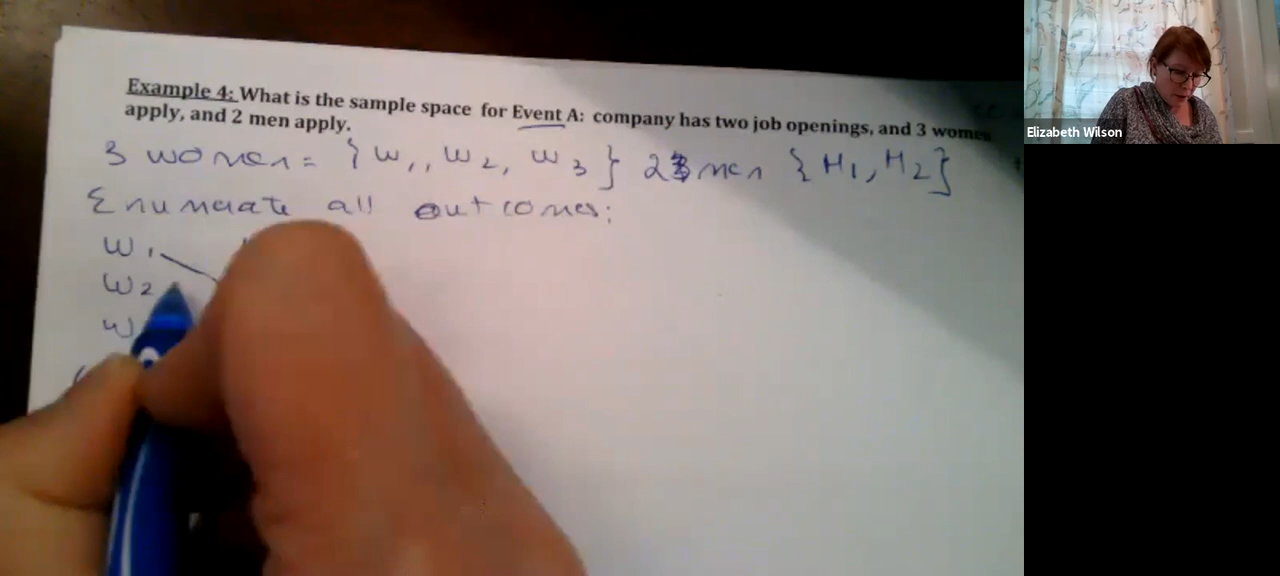 Example 4: What is the sample space for Event A: company has two job openings, and 3 women
apply, and 2 men apply.
3 women = { W1, W2, W3 } 2 men { M1, M2 }
Enumerate all outcomes:
W1
W2
W
Elizabeth Wilson